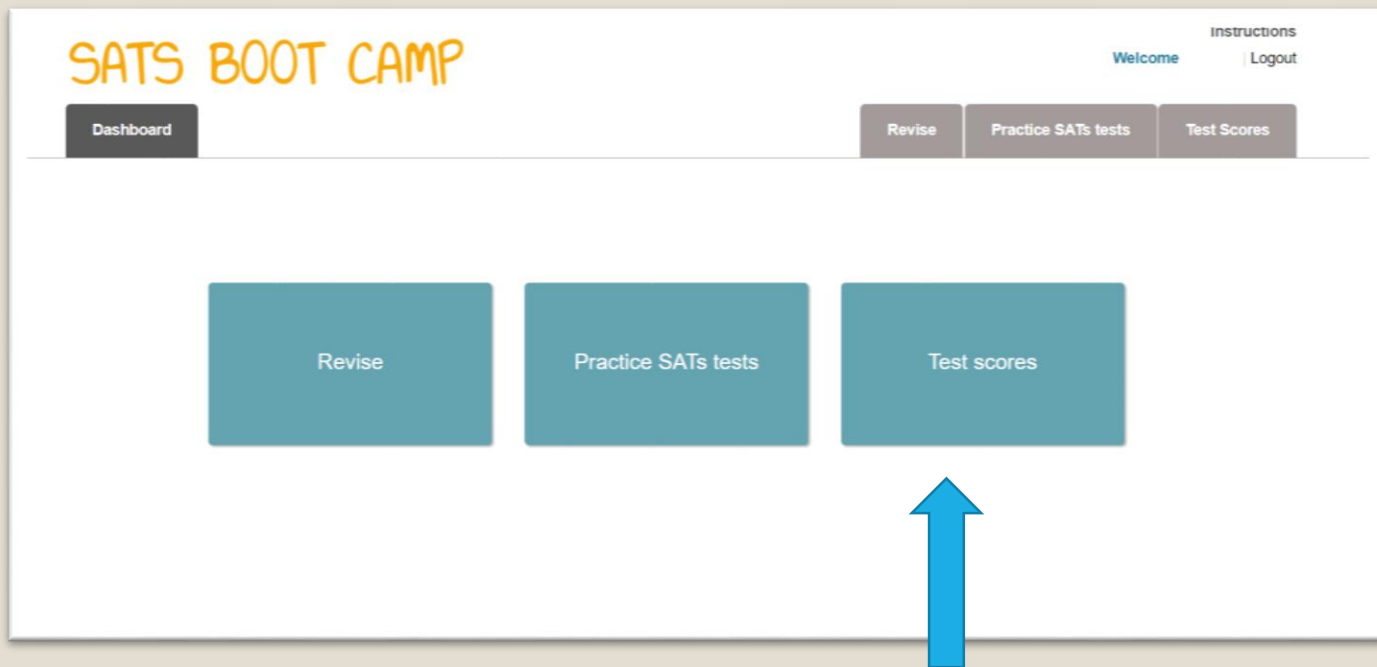 SATS BOOT CAMP
Instructions
Welcome | Logout
Dashboard
Revise
Practice SATs tests
Test Scores
Revise
Practice SATs tests
Test scores